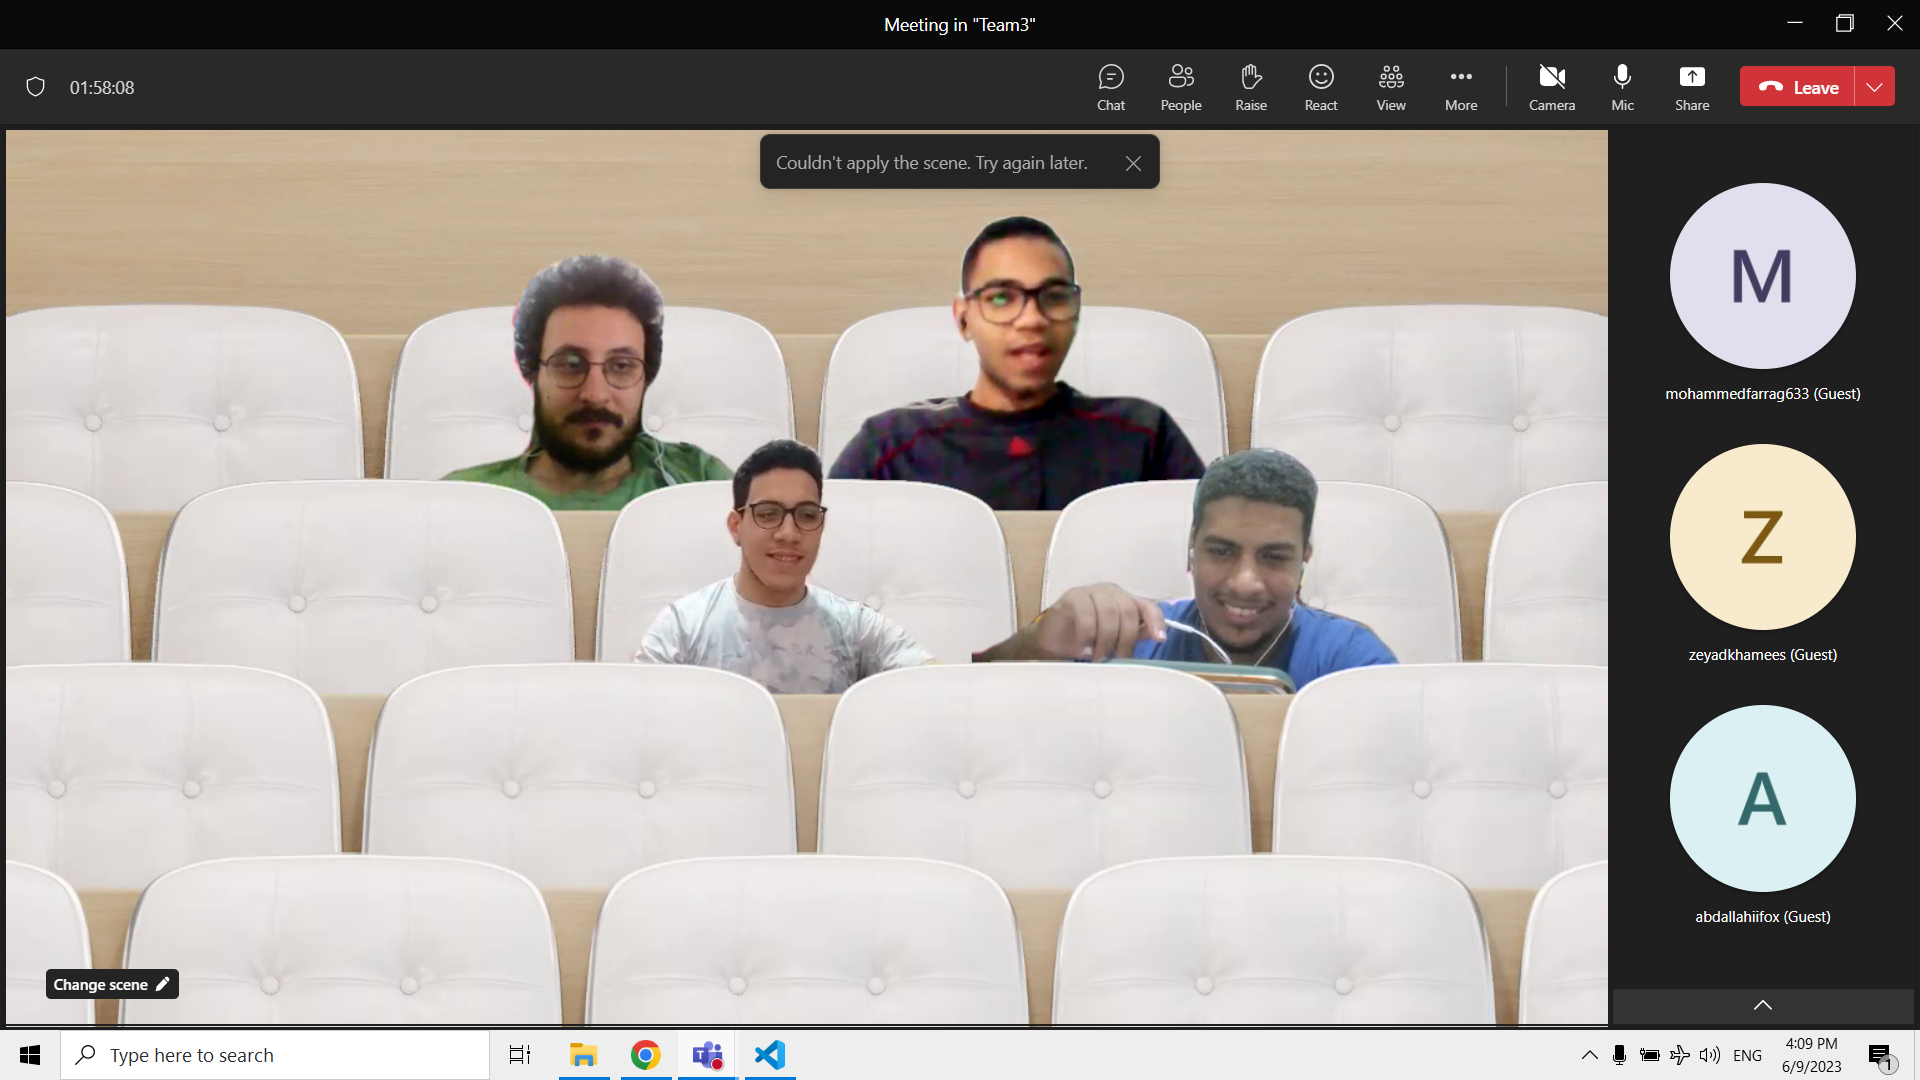 Meeting in "Team3"
01:58:08
Chat
People
Raise
React
View
More
Camera
Mic
Share
Leave
Couldn't apply the scene. Try again later.
M
mohammedfarrag633 (Guest)
Z
zeyadkhamees (Guest)
A
abdallahiifox (Guest)
Change scene
Type here to search
ENG
4:09 PM
6/9/2023
1